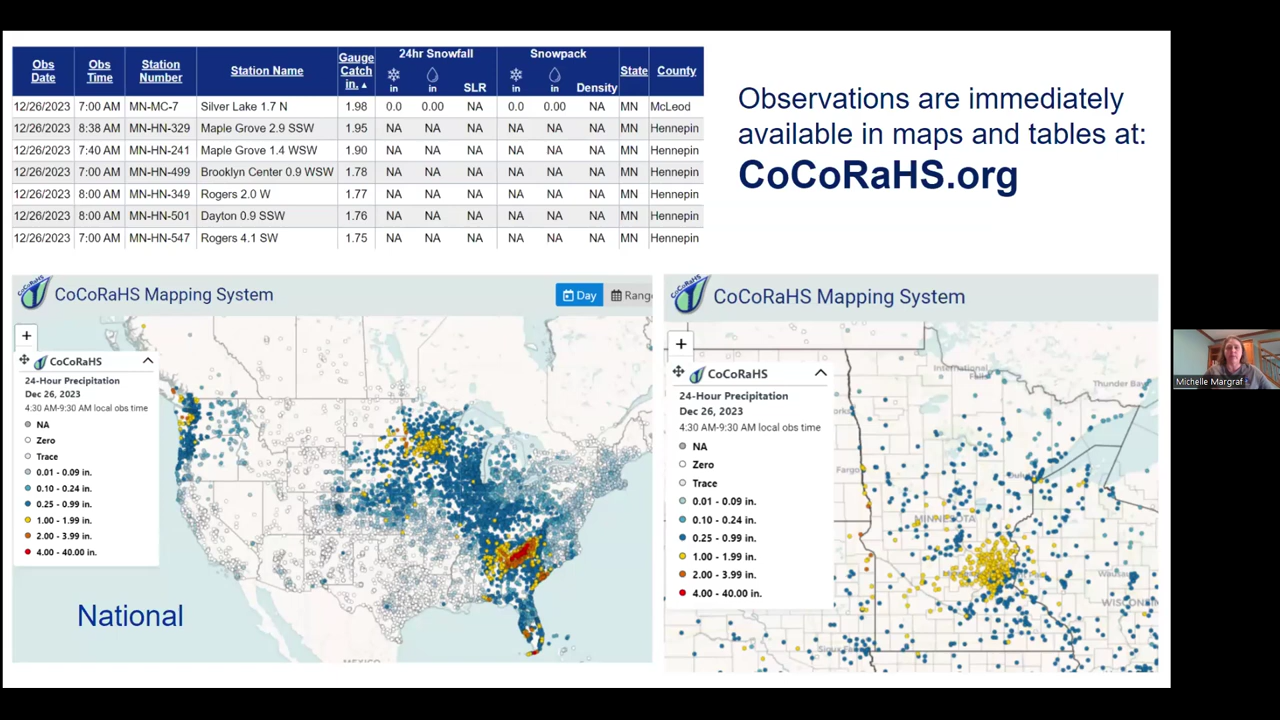 24hr Snowfall Snowpack
Obs Date Obs Time Station Number Station Name Gauge Catch in. ▲ in in SLR in in Density State County
12/26/2023 7:00 AM MN-MC-7 Silver Lake 1.7 N 1.98 0.0 0.00 NA 0.0 0.00 NA MN McLeod
12/26/2023 8:38 AM MN-HN-329 Maple Grove 2.9 SSW 1.95 NA NA NA NA NA NA MN Hennepin
12/26/2023 7:40 AM MN-HN-241 Maple Grove 1.4 WSW 1.90 NA NA NA NA NA NA MN Hennepin
12/26/2023 7:00 AM MN-HN-499 Brooklyn Center 0.9 WSW 1.78 NA NA NA NA NA NA MN Hennepin
12/26/2023 8:00 AM MN-HN-349 Rogers 2.0 W 1.77 NA NA NA NA NA NA MN Hennepin
12/26/2023 8:00 AM MN-HN-501 Dayton 0.9 SSW 1.76 NA NA NA NA NA NA MN Hennepin
12/26/2023 7:00 AM MN-HN-547 Rogers 4.1 SW 1.75 NA NA NA NA NA NA MN Hennepin
Observations are immediately
available in maps and tables at:
CoCoRaHS.org
CoCoRaHS
CoCoRaHS Mapping System
Day
Rang
+
CoCoRaHS
24-Hour Precipitation
Dec 26, 2023
4:30 AM-9:30 AM local obs time
NA
Zero
Trace
0.01 - 0.09 in.
0.10 - 0.24 in.
0.25 - 0.99 in.
1.00 - 1.99 in.
2.00 - 3.99 in.
4.00 - 40.00 in.
National
CoCoRaHS
CoCoRaHS Mapping System
+
CoCoRaHS
24-Hour Precipitation
Dec 26, 2023
4:30 AM-9:30 AM local obs time
NA
Zero
Trace
0.01 - 0.09 in.
0.10 - 0.24 in.
0.25 - 0.99 in.
1.00 - 1.99 in.
2.00 - 3.99 in.
4.00 - 40.00 in.
International
Thunder Bay
Fargo
MINNESOTA
WISCONSIN
Michelle Margraf